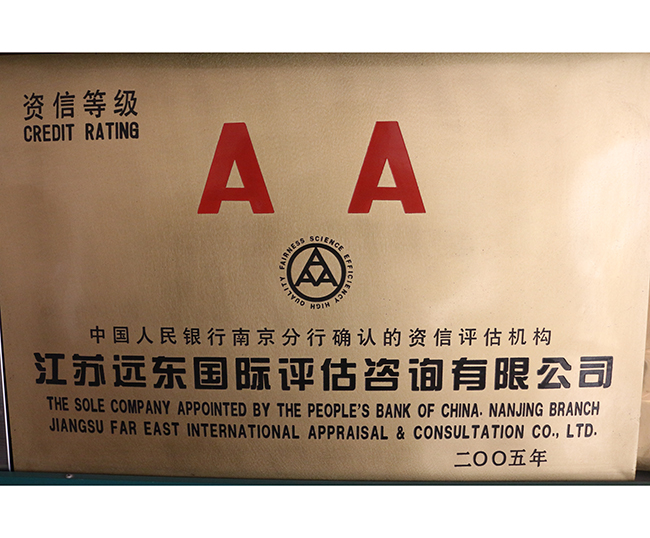 资信等级
CREDIT RATING
A A
FAIRNESS SCIENCE EFFICIENCY HIGH QUALITY
AAA
中国人民银行南京分行确认的资信评估机构
江苏远东国际评估咨询有限公司
THE SOLE COMPANY APPOINTED BY THE PEOPLE'S BANK OF CHINA. NANJING BRANCH
JIANGSU FAR EAST INTERNATIONAL APPRAISAL & CONSULTATION CO., LTD.
二〇〇五年